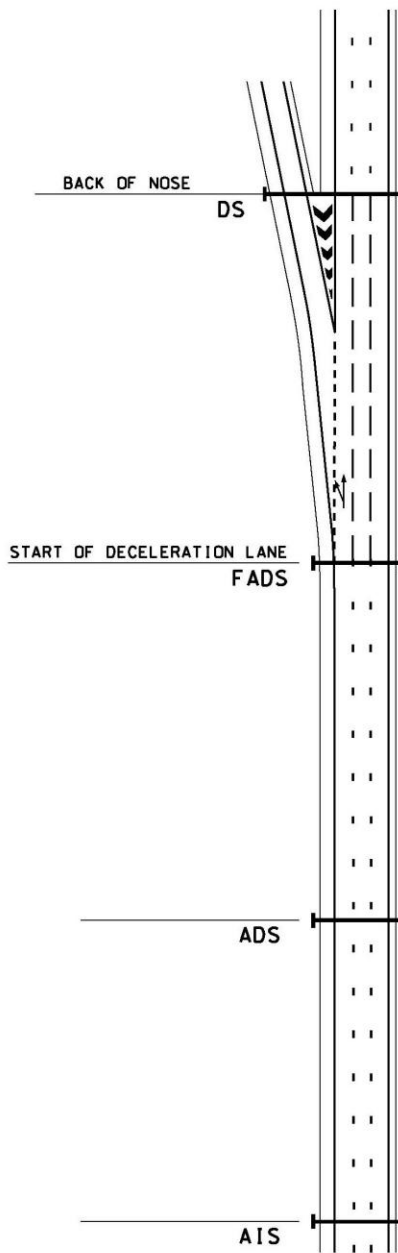 BACK OF NOSE
DS
START OF DECELERATION LANE
FADS
ADS
AIS